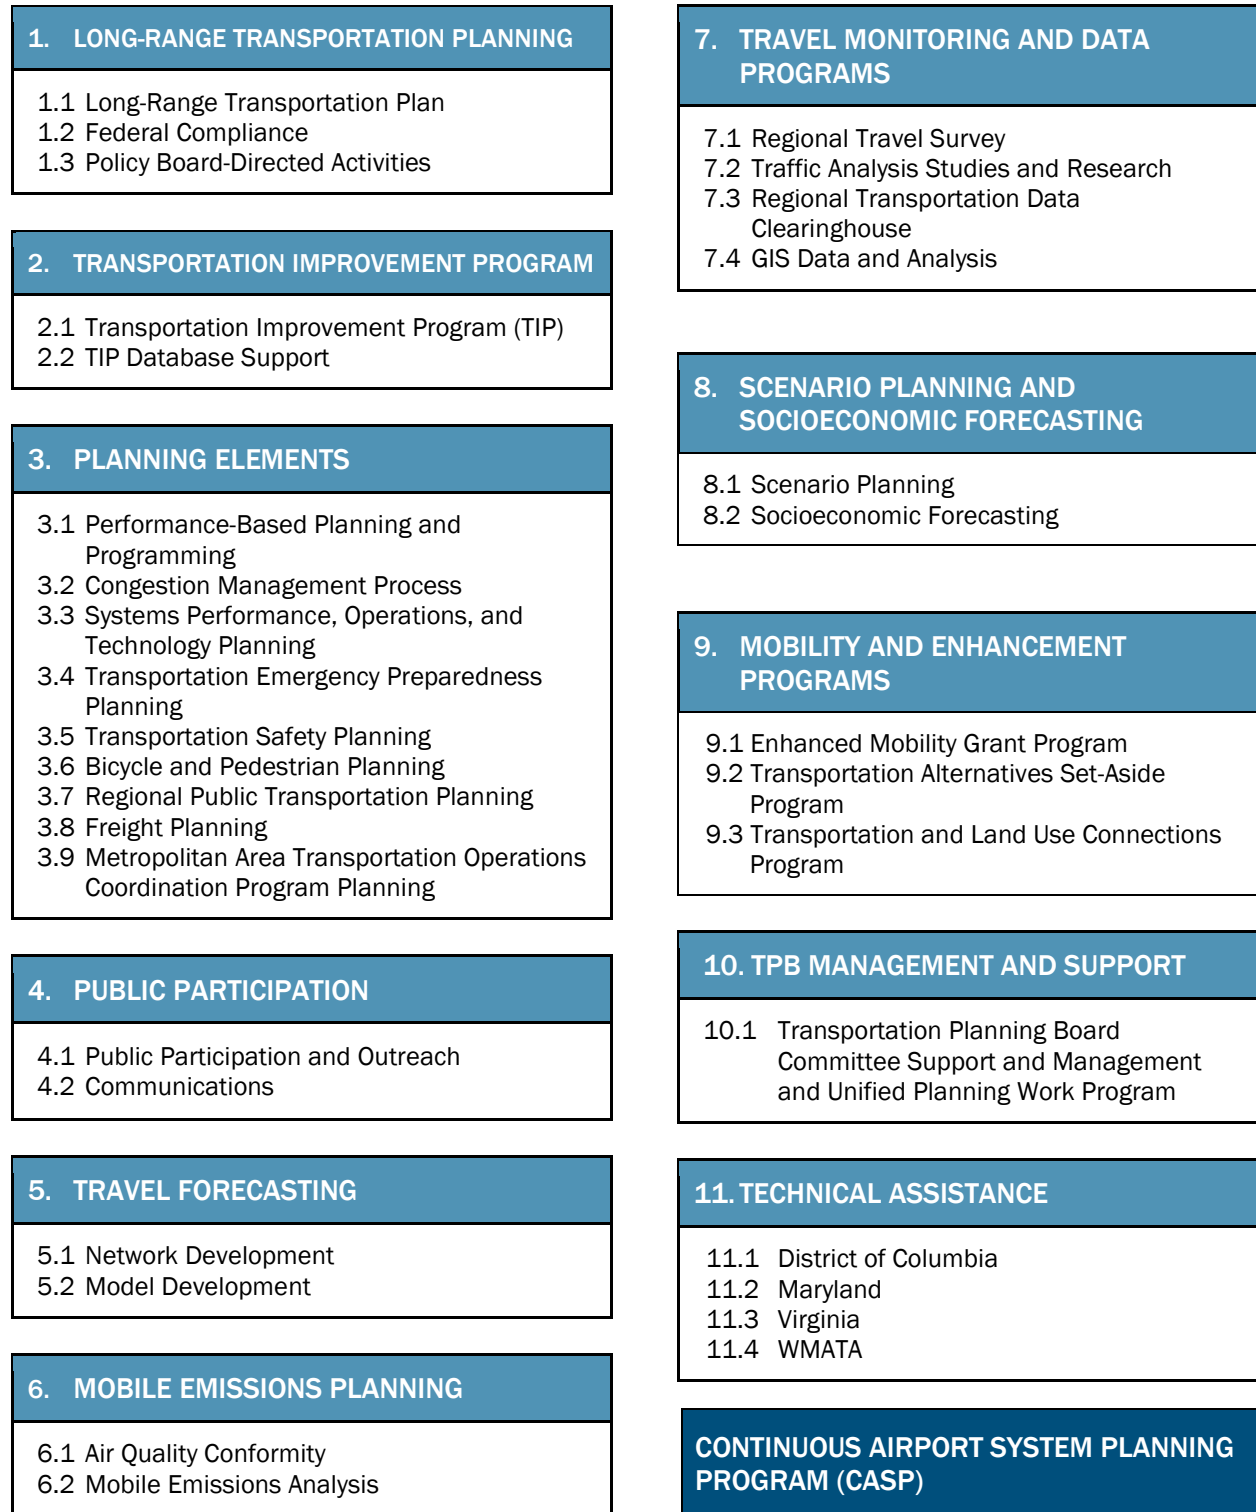 1. LONG-RANGE TRANSPORTATION PLANNING
1.1 Long-Range Transportation Plan
1.2 Federal Compliance
1.3 Policy Board-Directed Activities
2. TRANSPORTATION IMPROVEMENT PROGRAM
2.1 Transportation Improvement Program (TIP)
2.2 TIP Database Support
3. PLANNING ELEMENTS
3.1 Performance-Based Planning and
Programming
3.2 Congestion Management Process
3.3 Systems Performance, Operations, and
Technology Planning
3.4 Transportation Emergency Preparedness
Planning
3.5 Transportation Safety Planning
3.6 Bicycle and Pedestrian Planning
3.7 Regional Public Transportation Planning
3.8 Freight Planning
3.9 Metropolitan Area Transportation Operations
Coordination Program Planning
4. PUBLIC PARTICIPATION
4.1 Public Participation and Outreach
4.2 Communications
5. TRAVEL FORECASTING
5.1 Network Development
5.2 Model Development
6. MOBILE EMISSIONS PLANNING
6.1 Air Quality Conformity
6.2 Mobile Emissions Analysis
7. TRAVEL MONITORING AND DATA
PROGRAMS
7.1 Regional Travel Survey
7.2 Traffic Analysis Studies and Research
7.3 Regional Transportation Data
Clearinghouse
7.4 GIS Data and Analysis
8. SCENARIO PLANNING AND
SOCIOECONOMIC FORECASTING
8.1 Scenario Planning
8.2 Socioeconomic Forecasting
9. MOBILITY AND ENHANCEMENT
PROGRAMS
9.1 Enhanced Mobility Grant Program
9.2 Transportation Alternatives Set-Aside
Program
9.3 Transportation and Land Use Connections
Program
10. TPB MANAGEMENT AND SUPPORT
10.1 Transportation Planning Board
Committee Support and Management
and Unified Planning Work Program
11. TECHNICAL ASSISTANCE
11.1 District of Columbia
11.2 Maryland
11.3 Virginia
11.4 WMATA
CONTINUOUS AIRPORT SYSTEM PLANNING
PROGRAM (CASP)